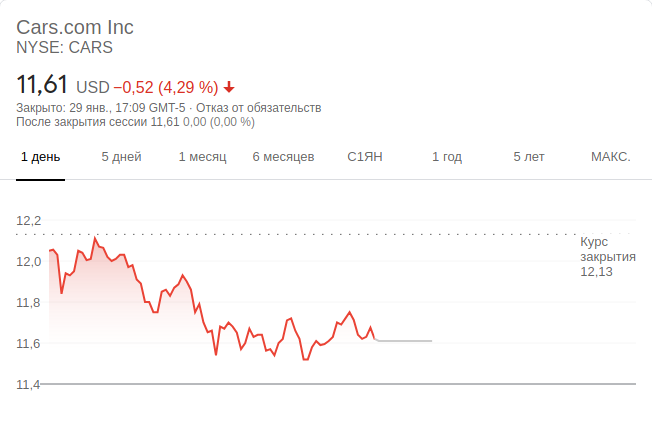 Cars.com Inc
NYSE: CARS
11,61 USD −0,52 (4,29 %)
Закрыто: 29 янв., 17:09 GMT-5 · Отказ от обязательств
После закрытия сессии 11,61 0,00 (0,00 %)
1 день 5 дней 1 месяц 6 месяцев С1ЯН 1 год 5 лет МАКС.
12,2
12,0
11,8
11,6
11,4
Курс
закрытия
12,13